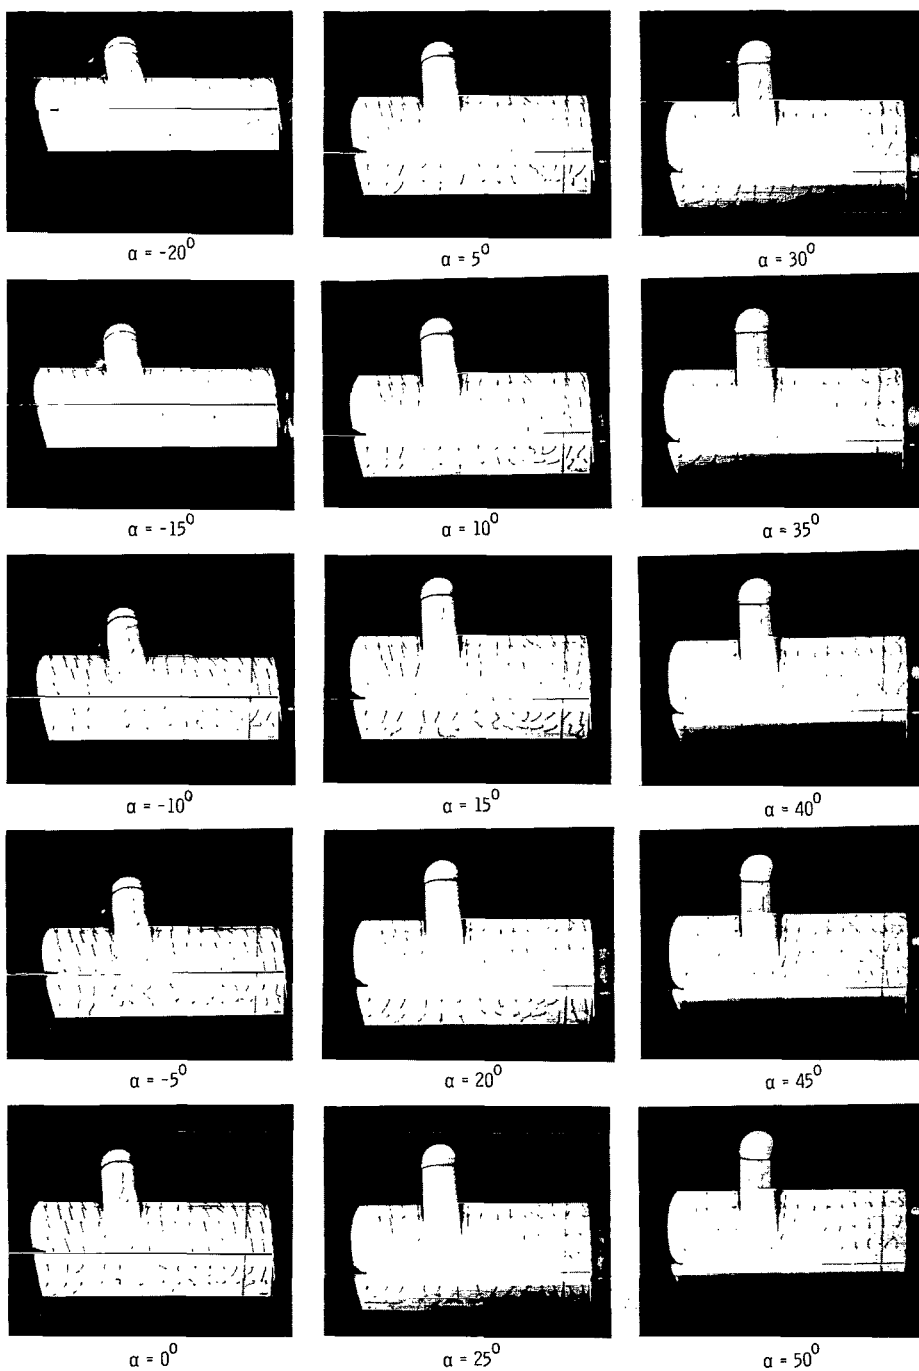 α = -20⁰
α = 5⁰
α = 30⁰
α = -15⁰
α = 10⁰
α = 35⁰
α = -10⁰
α = 15⁰
α = 40⁰
α = -5⁰
α = 20⁰
α = 45⁰
α = 0⁰
α = 25⁰
α = 50⁰